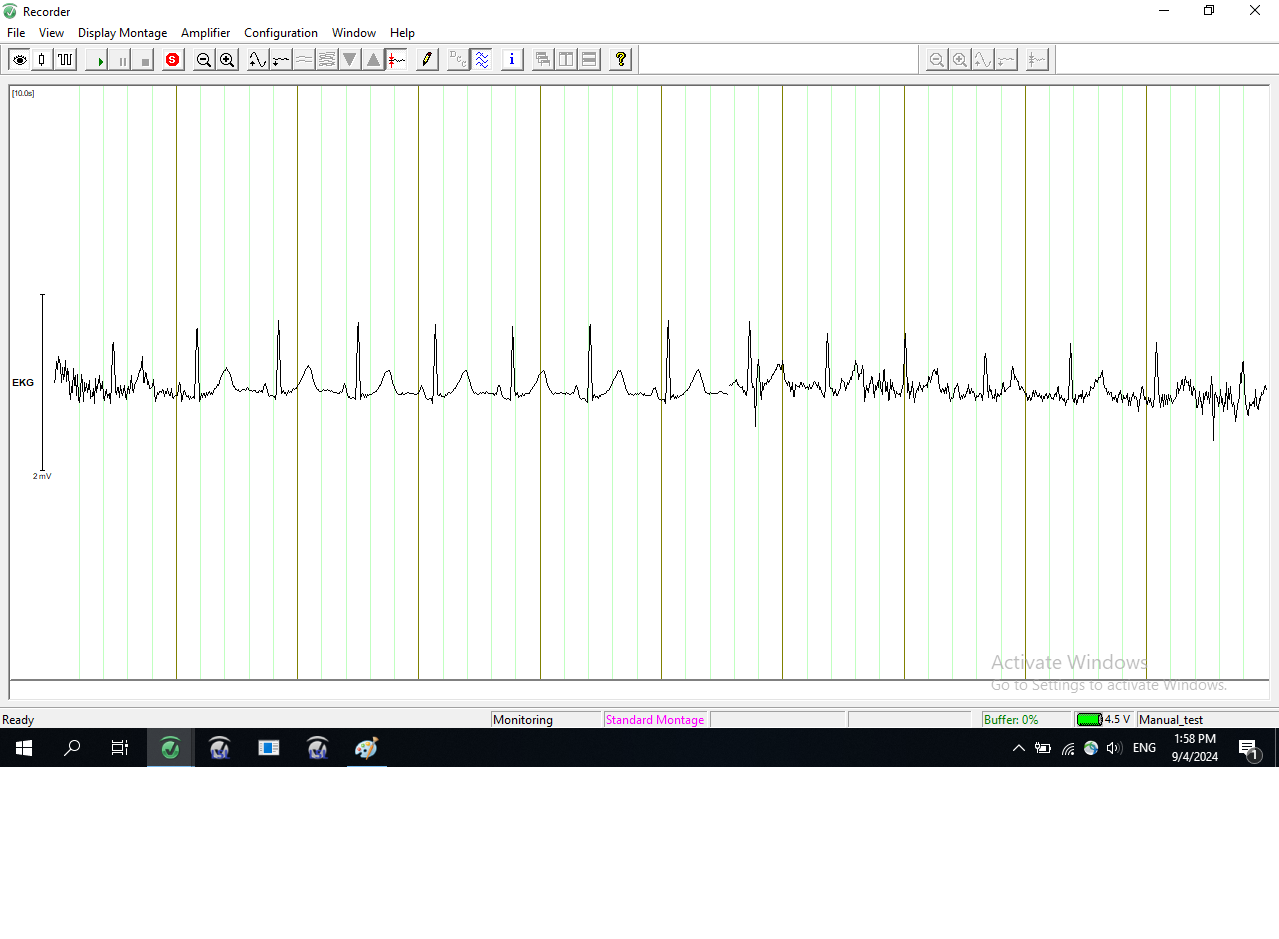 Recorder
File View Display Montage Amplifier Configuration Window Help
S i ?
[10.0s]
EKG
2 mV
Activate Windows
Go to Settings to activate Windows.
Ready Monitoring Standard Montage Buffer: 0% 4.5 V Manual_test
ENG 1:58 PM
9/4/2024 1